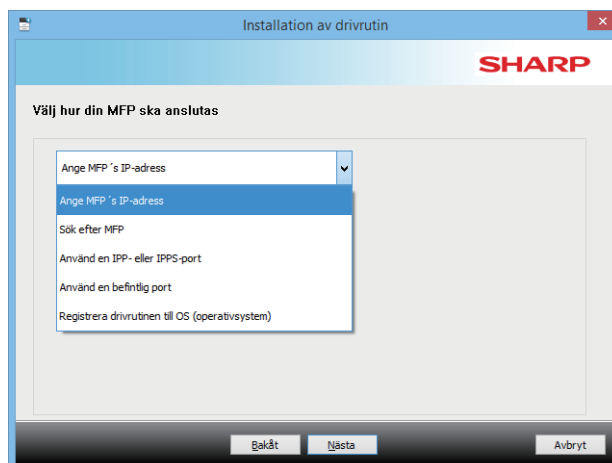 Installation av drivrutin
SHARP
Välj hur din MFP ska anslutas
Ange MFP´s IP-adress
Ange MFP´s IP-adress
Sök efter MFP
Använd en IPP- eller IPPS-port
Använd en befintlig port
Registrera drivrutinen till OS (operativsystem)
Bakåt
Nästa
Avbryt